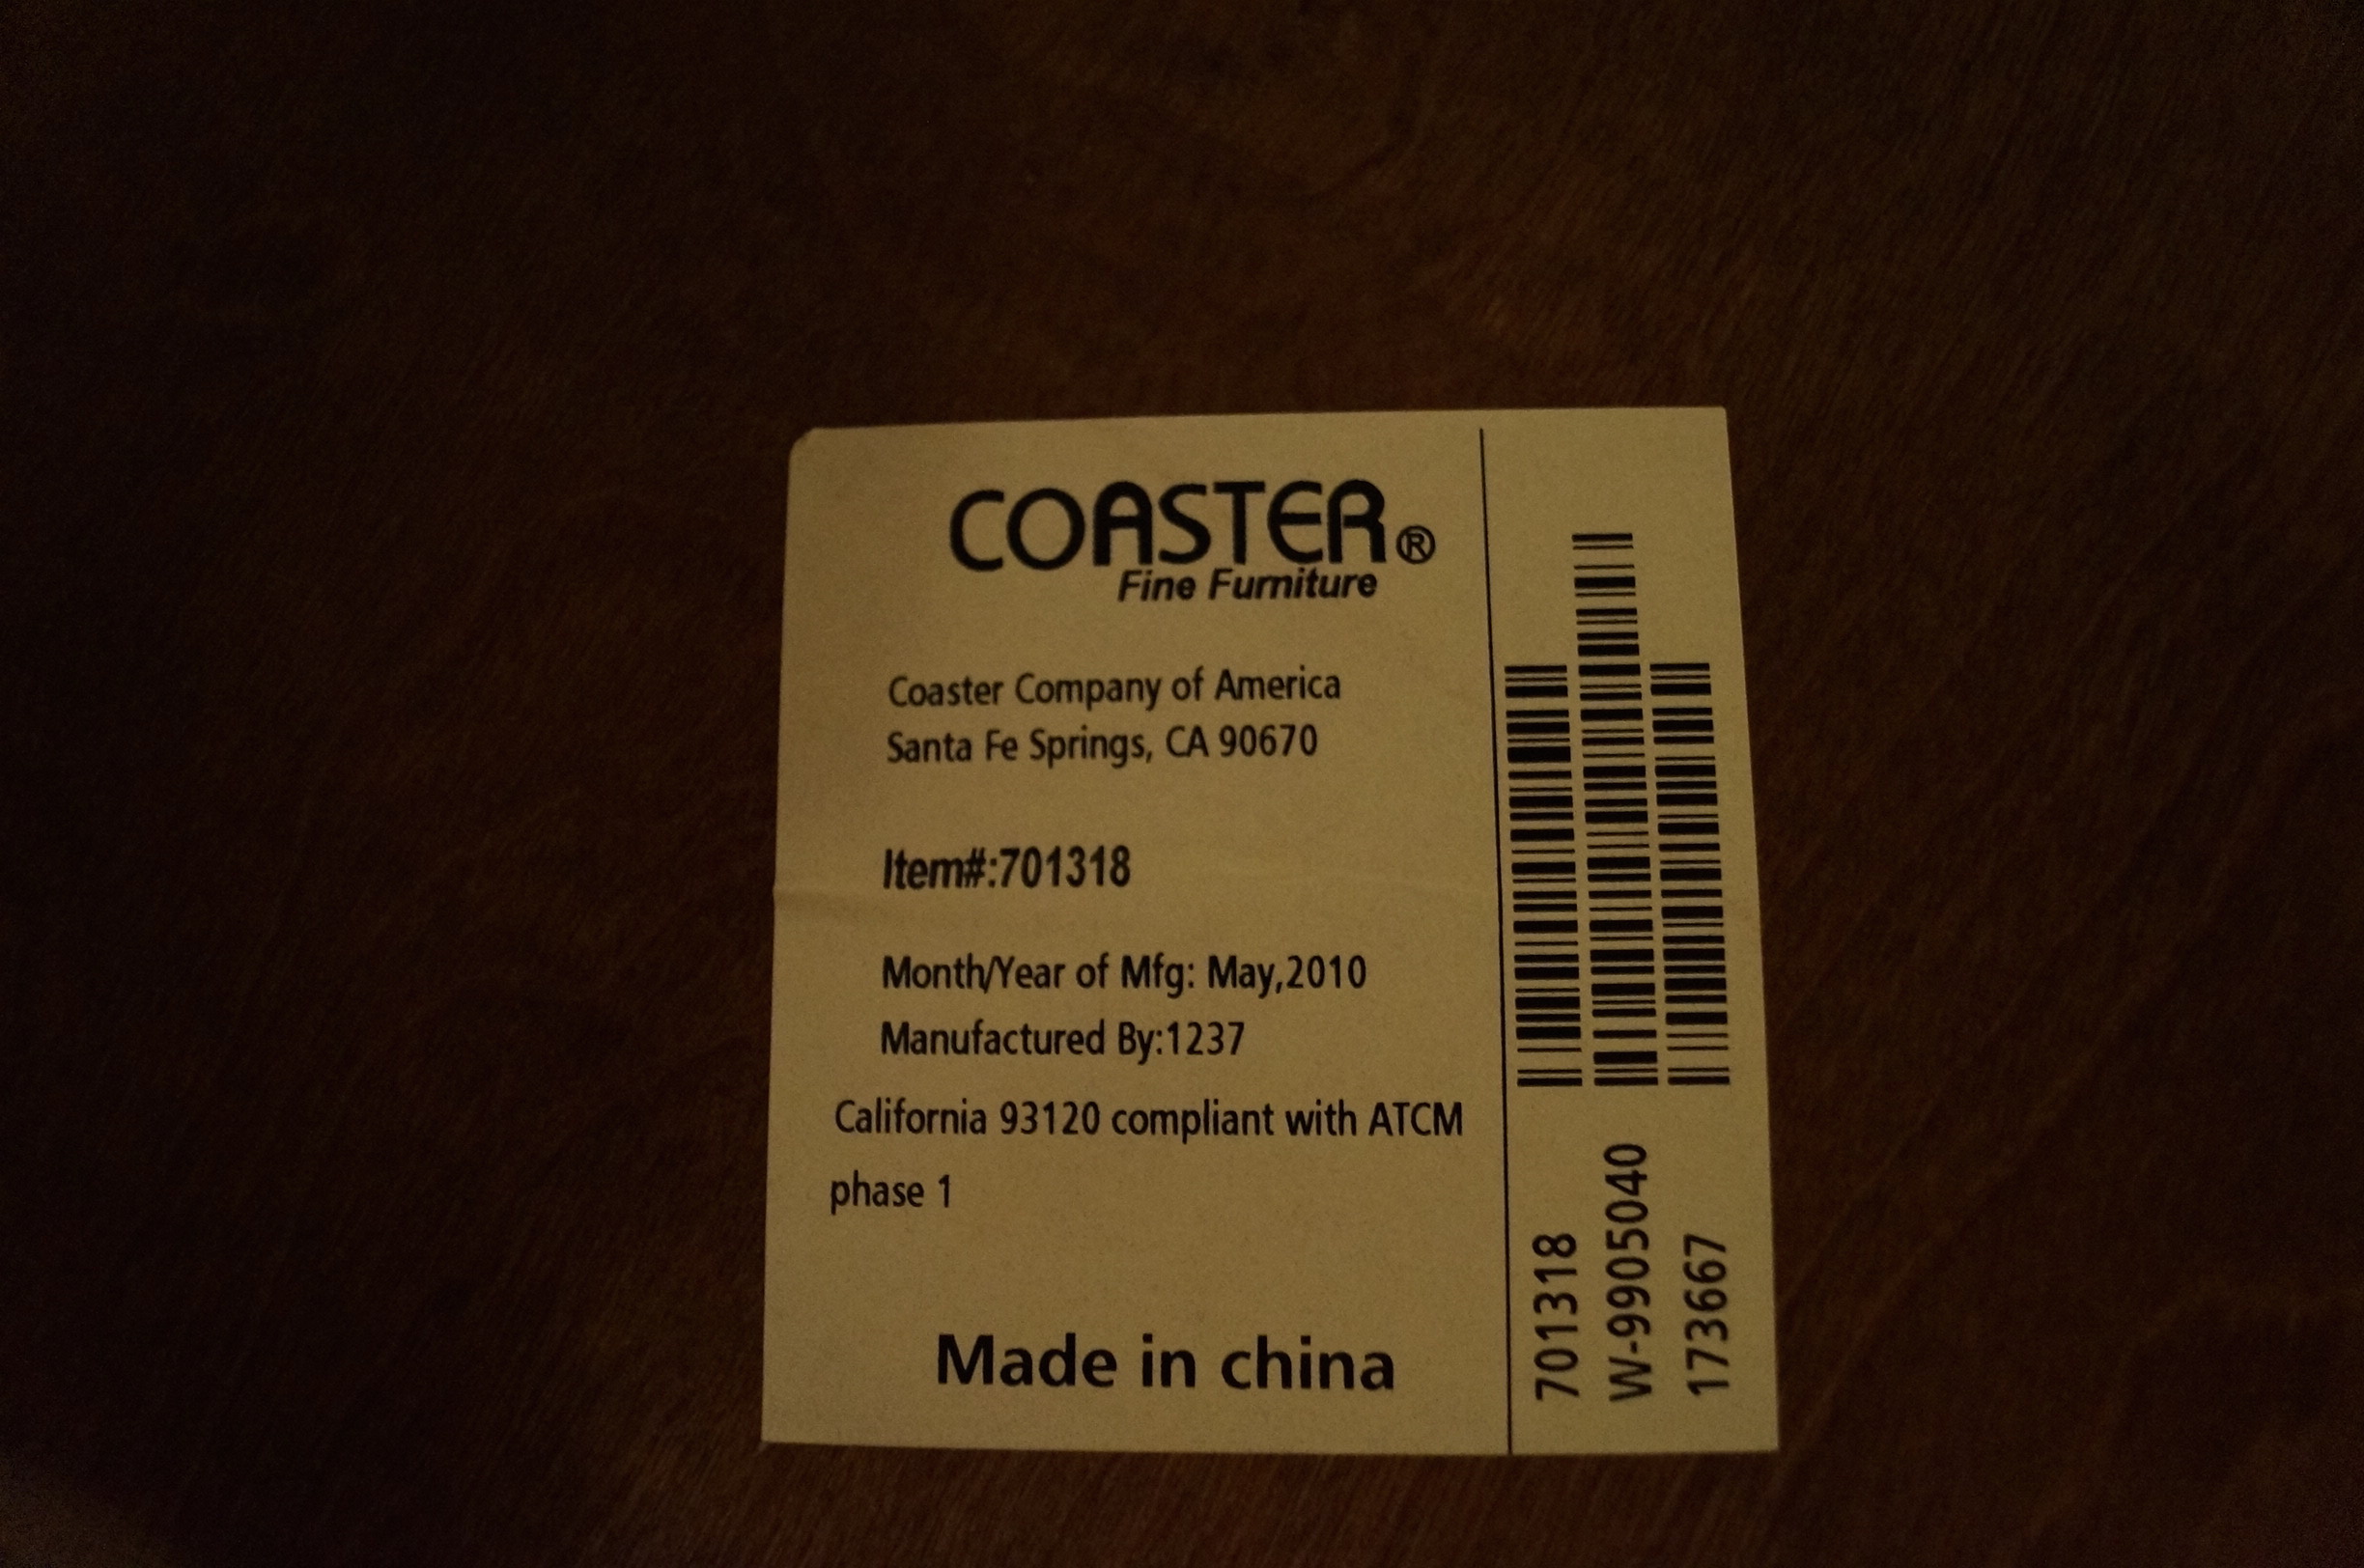 COASTER®
Fine Furniture
Coaster Company of America
Santa Fe Springs, CA 90670
Item#:701318
Month/Year of Mfg: May,2010
Manufactured By:1237
California 93120 compliant with ATCM
phase 1
Made in china
701318
W-9905040
173667